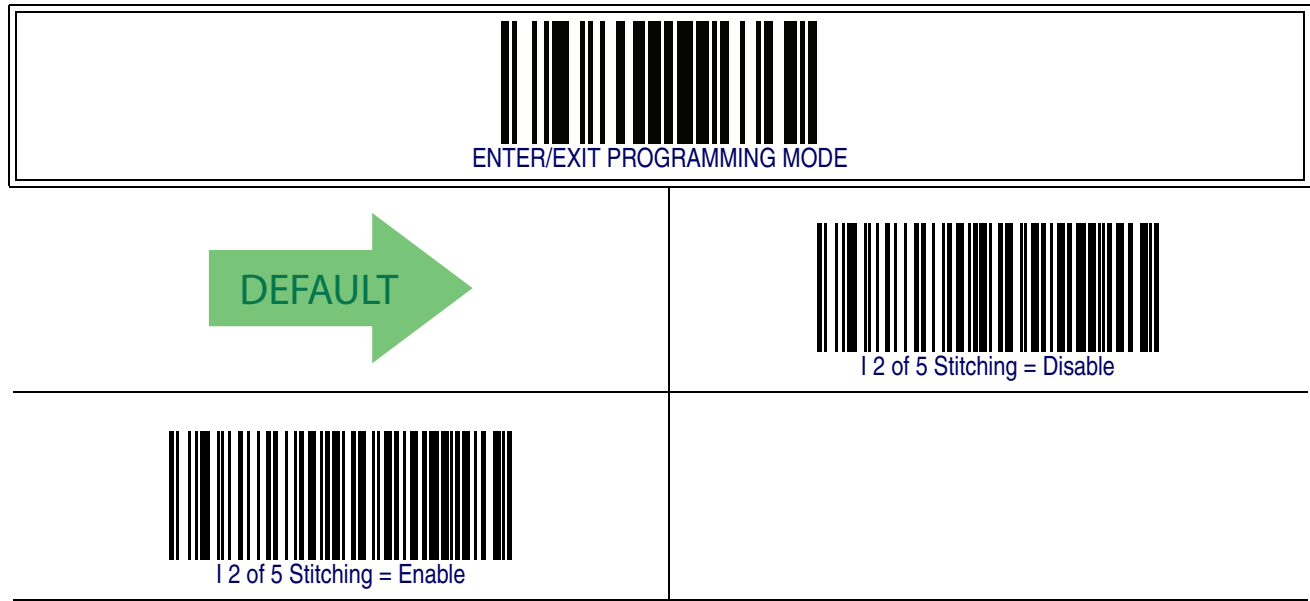 ENTER/EXIT PROGRAMMING MODE
DEFAULT
I 2 of 5 Stitching = Disable
I 2 of 5 Stitching = Enable